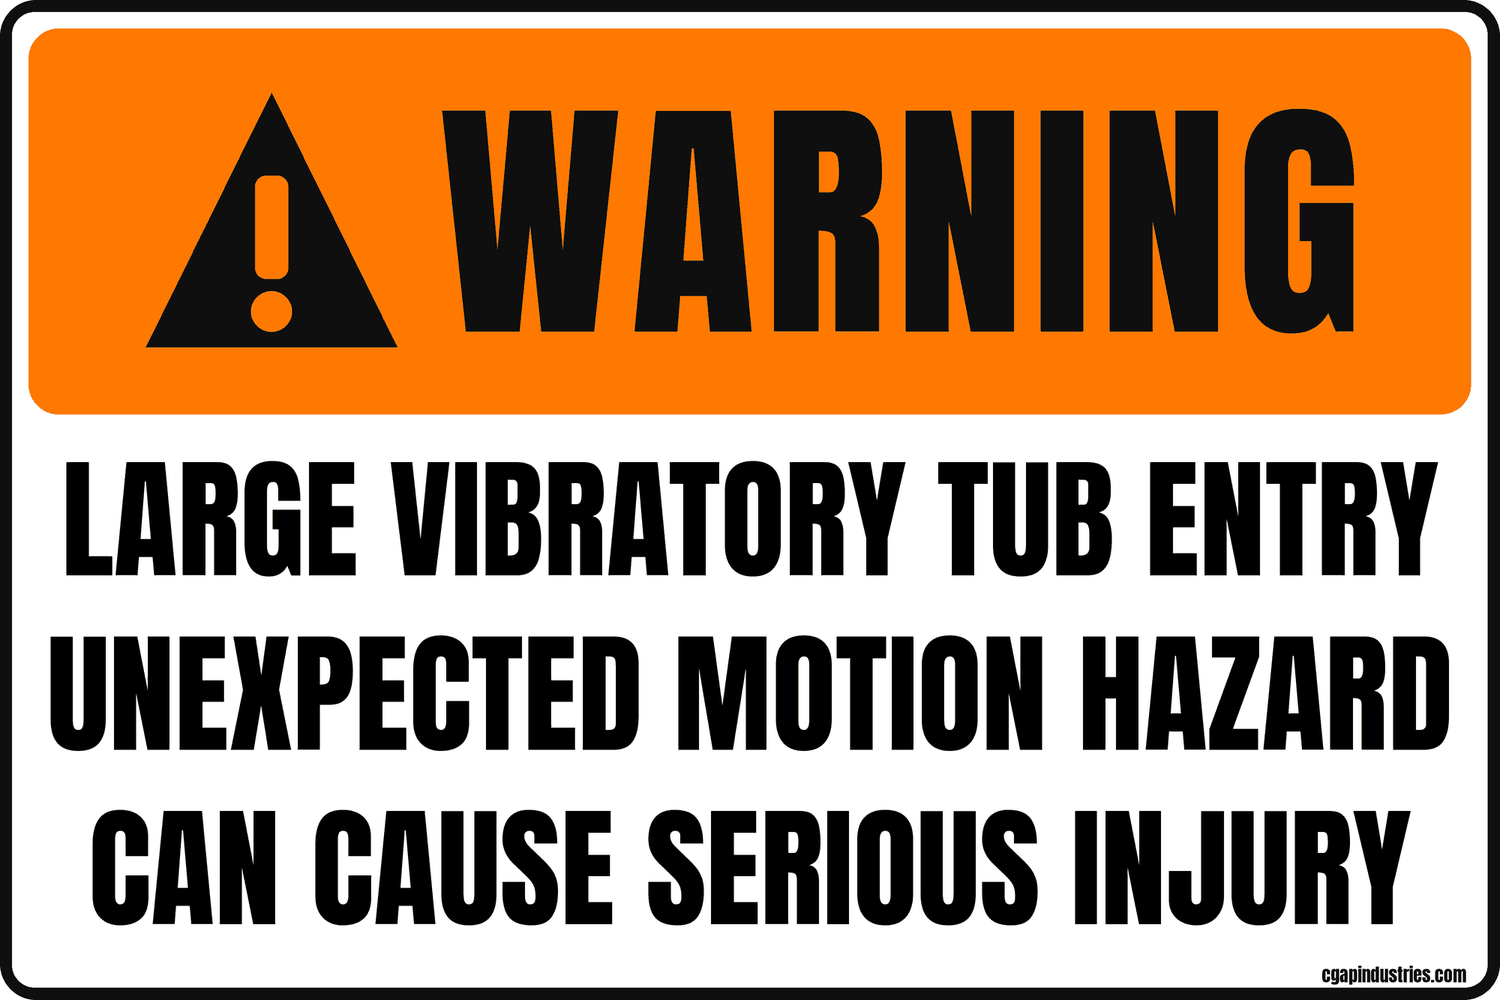 WARNING
LARGE VIBRATORY TUB ENTRY
UNEXPECTED MOTION HAZARD
CAN CAUSE SERIOUS INJURY
cgapindustries.com